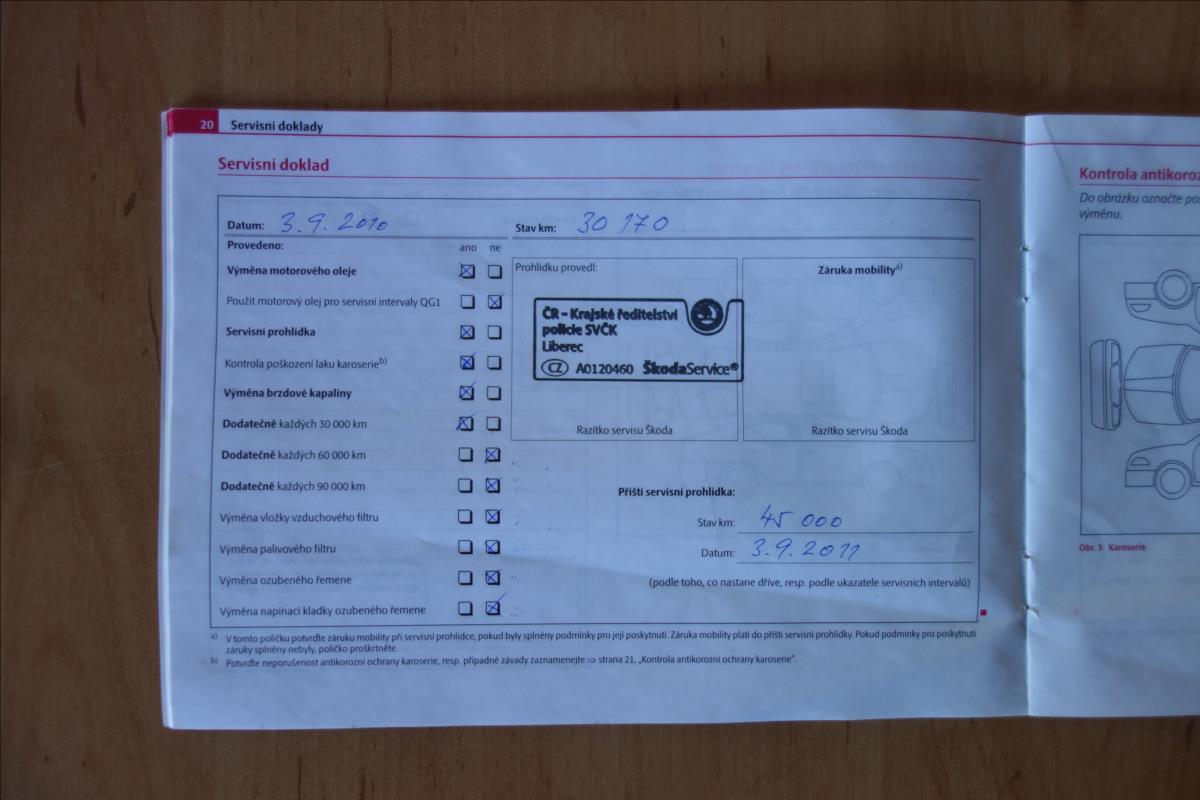 20 Servisní doklady
Servisní doklad
Datum: 3.9.2010 Stav km: 30 170
Provedeno: ano ne
Výměna motorového oleje
Použit motorový olej pro servisní intervaly QG1
Servisní prohlídka
Kontrola poškození laku karoserie b)
Výměna brzdové kapaliny
Dodatečně každých 30 000 km
Dodatečně každých 60 000 km
Dodatečně každých 90 000 km
Výměna vložky vzduchového filtru
Výměna palivového filtru
Výměna ozubeného řemene
Výměna napínací kladky ozubeného řemene
Prohlídku provedl:
ČR - Krajské ředitelství
policie SVČK
Liberec
CZ A0120460 ŠkodaService®
Razítko servisu Škoda
Záruka mobility a)
Razítko servisu Škoda
Příští servisní prohlídka:
Stav km: 45 000
Datum: 3.9.2011
(podle toho, co nastane dříve, resp. podle ukazatele servisních intervalů)
a) V tomto políčku potvrďte záruku mobility při servisní prohlídce, pokud byly splněny podmínky pro její poskytnutí. Záruka mobility platí do příští servisní prohlídky. Pokud podmínky pro poskytnutí
záruky splněny nebyly, políčko proškrtněte.
b) Potvrďte neporušenost antikorozní ochrany karoserie, resp. případné závady zaznamenejte ⇒ strana 21, „Kontrola antikorozní ochrany karoserie".
Kontrola antikoroz
Do obrázku označte po
výměnu.
Obr. 3 Karoserie